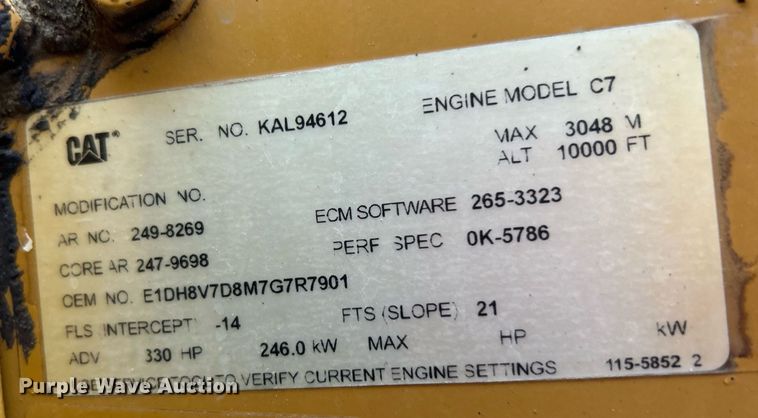 CAT SER. NO. KAL94612 ENGINE MODEL C7
MAX 3048 M
ALT 10000 FT
MODIFICATION NO.
ECM SOFTWARE 265-3323
AR NO. 249-8269
PERF SPEC 0K-5786
CORE AR 247-9698
OEM NO. E1DH8V7D8M7G7R7901
FLS (INTERCEPT) -14 FTS (SLOPE) 21
ADV 330 HP 246.0 kW MAX HP kW
TO VERIFY CURRENT ENGINE SETTINGS 115-5852 2
Purple Wave Auction